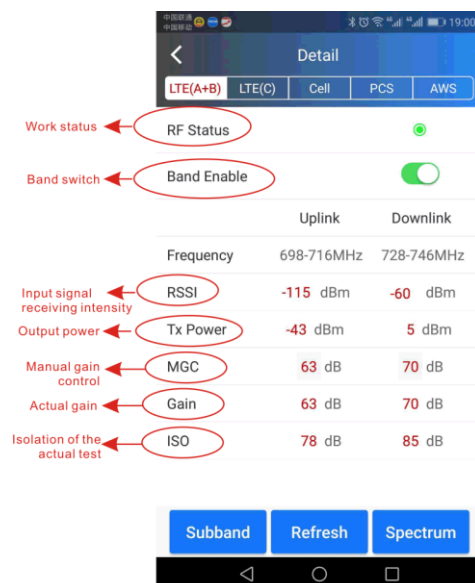 中国联通
中国移动
19:00
Detail
LTE(A+B) LTE(C) Cell PCS AWS
Work status RF Status
Band switch Band Enable
Uplink Downlink
Frequency 698-716MHz 728-746MHz
Input signal receiving intensity RSSI -115 dBm -60 dBm
Output power Tx Power -43 dBm 5 dBm
Manual gain control MGC 63 dB 70 dB
Actual gain Gain 63 dB 70 dB
Isolation of the actual test ISO 78 dB 85 dB
Subband Refresh Spectrum